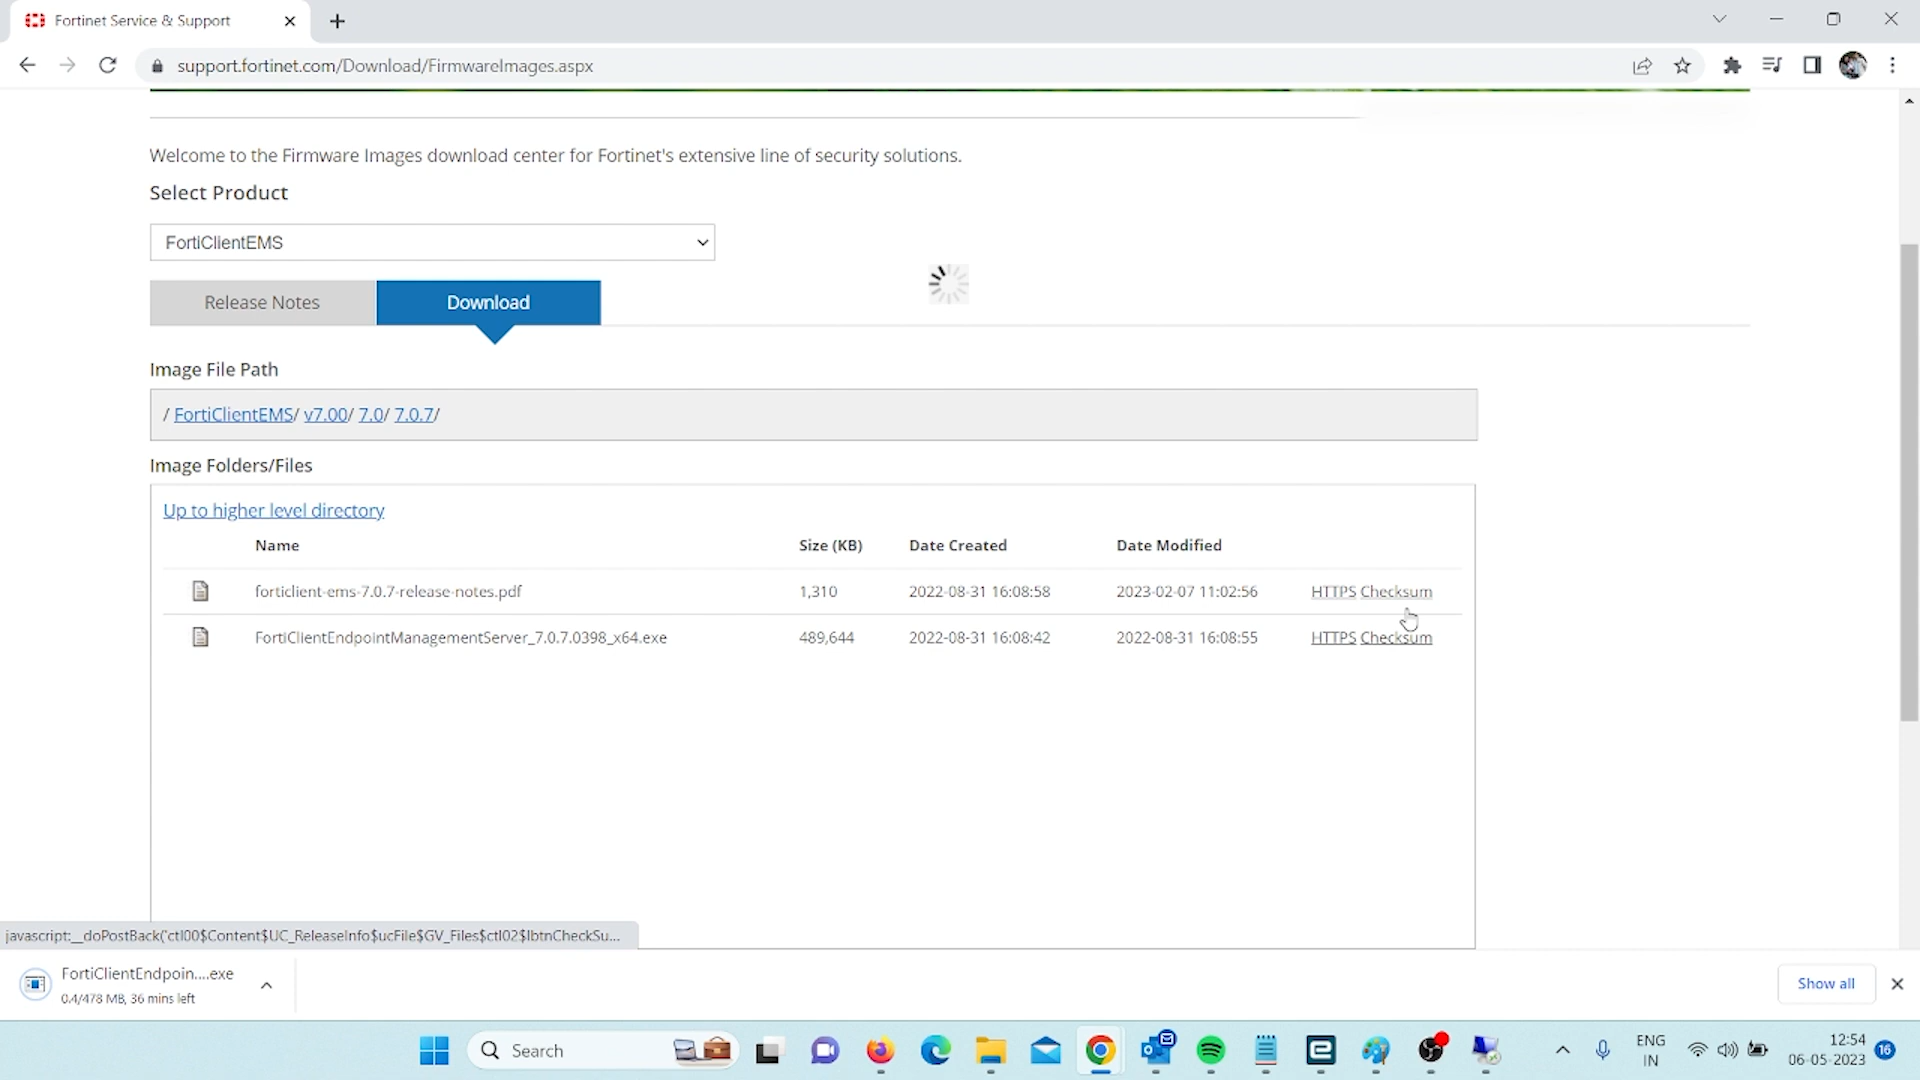 Fortinet Service & Support
support.fortinet.com/Download/FirmwareImages.aspx
Welcome to the Firmware Images download center for Fortinet's extensive line of security solutions.
Select Product
FortiClientEMS
Release Notes Download
Image File Path
/ FortiClientEMS/ v7.00/ 7.0/ 7.0.7/
Image Folders/Files
Up to higher level directory
Name Size (KB) Date Created Date Modified
forticlient-ems-7.0.7-release-notes.pdf 1,310 2022-08-31 16:08:58 2023-02-07 11:02:56 HTTPS Checksum
FortiClientEndpointManagementServer_7.0.7.0398_x64.exe 489,644 2022-08-31 16:08:42 2022-08-31 16:08:55 HTTPS Checksum
javascript:__doPostBack('ctl00$Content$UC_ReleaseInfo$ucFile$GV_Files$ctl02$lbtnCheckSu...
FortiClientEndpoin....exe
0.4/478 MB, 36 mins left
Show all
Search
ENG
IN
12:54
06-05-2023
16